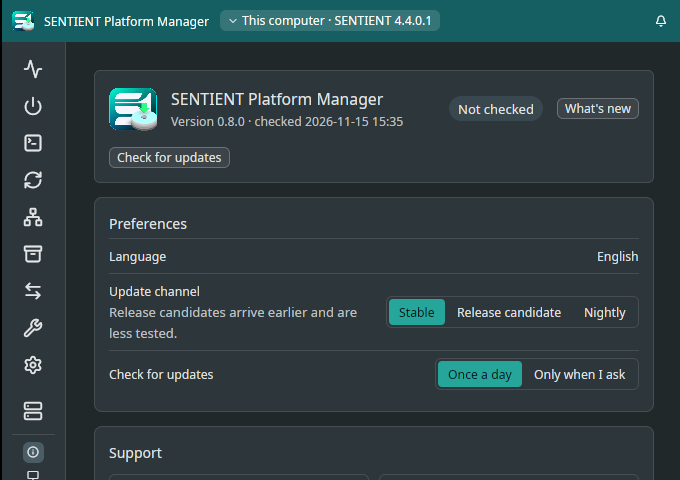 SENTIENT Platform Manager
This computer · SENTIENT 4.4.0.1
SENTIENT Platform Manager
Version 0.8.0 · checked 2026-11-15 15:35
Not checked
What's new
Check for updates
Preferences
Language
English
Update channel
Release candidates arrive earlier and are
less tested.
Stable
Release candidate
Nightly
Check for updates
Once a day
Only when I ask
Support